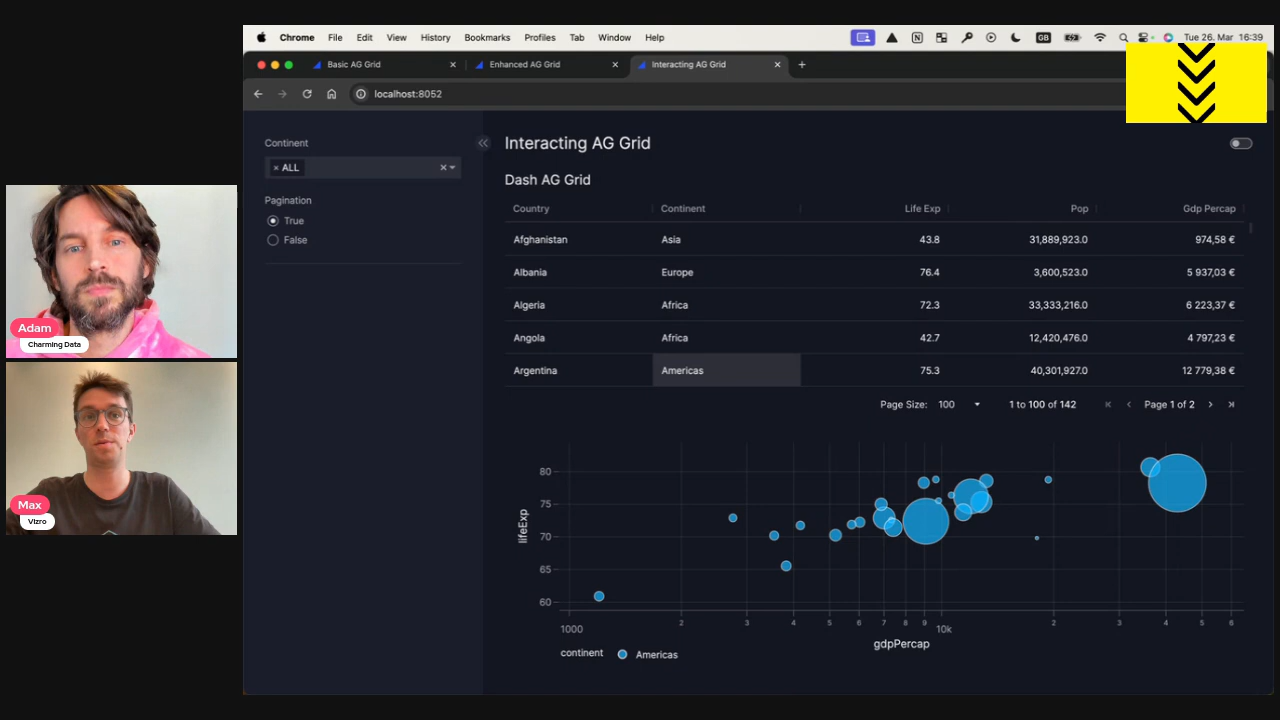 Chrome File Edit View History Bookmarks Profiles Tab Window Help
GB Tue 26. Mar 16:39
Basic AG Grid × Enhanced AG Grid × Interacting AG Grid × +
localhost:8052
Continent
× ALL ×
Pagination
True
False
Interacting AG Grid
Dash AG Grid
Country Continent Life Exp Pop Gdp Percap
Afghanistan Asia 43.8 31,889,923.0 974,58 €
Albania Europe 76.4 3,600,523.0 5 937,03 €
Algeria Africa 72.3 33,333,216.0 6 223,37 €
Angola Africa 42.7 12,420,476.0 4 797,23 €
Argentina Americas 75.3 40,301,927.0 12 779,38 €
Page Size: 100 1 to 100 of 142 Page 1 of 2
80
75
70
65
60
lifeExp
1000 2 3 4 5 6 7 8 9 10k 2 3 4 5 6
gdpPercap
continent Americas
Adam
Charming Data
Max
Vizro